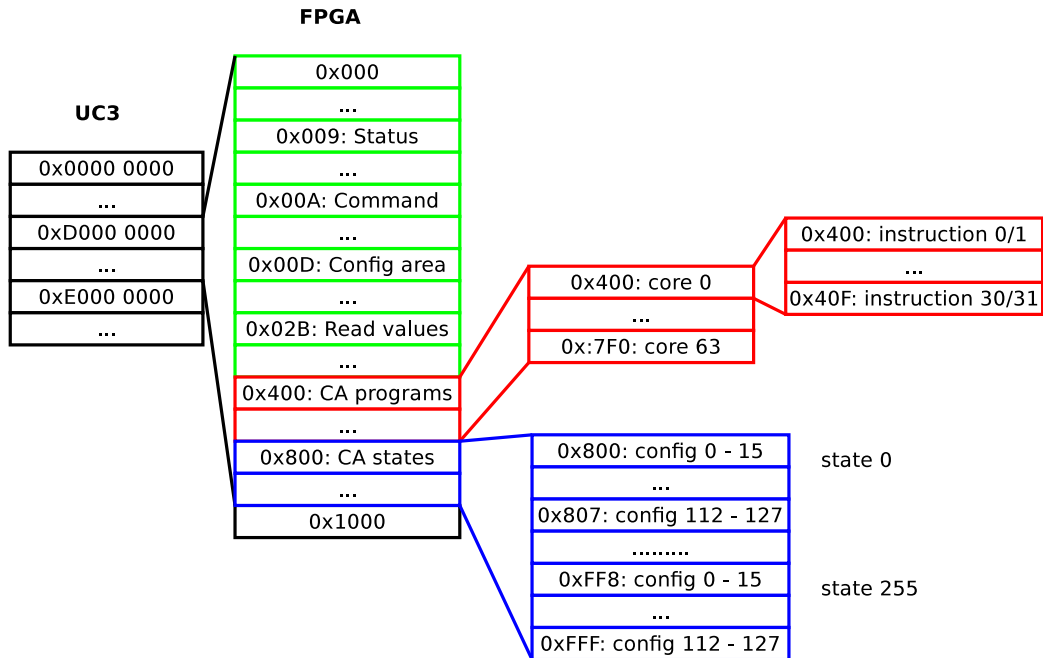 FPGA
0x000
...
0x009: Status
...
0x00A: Command
...
0x00D: Config area
...
0x02B: Read values
...
0x400: CA programs
...
0x800: CA states
...
0x1000
UC3
0x0000 0000
...
0xD000 0000
...
0xE000 0000
...
0x400: core 0
...
0x:7F0: core 63
0x400: instruction 0/1
...
0x40F: instruction 30/31
0x800: config 0 - 15
...
0x807: config 112 - 127
.........
0xFF8: config 0 - 15
...
0xFFF: config 112 - 127
state 0
state 255